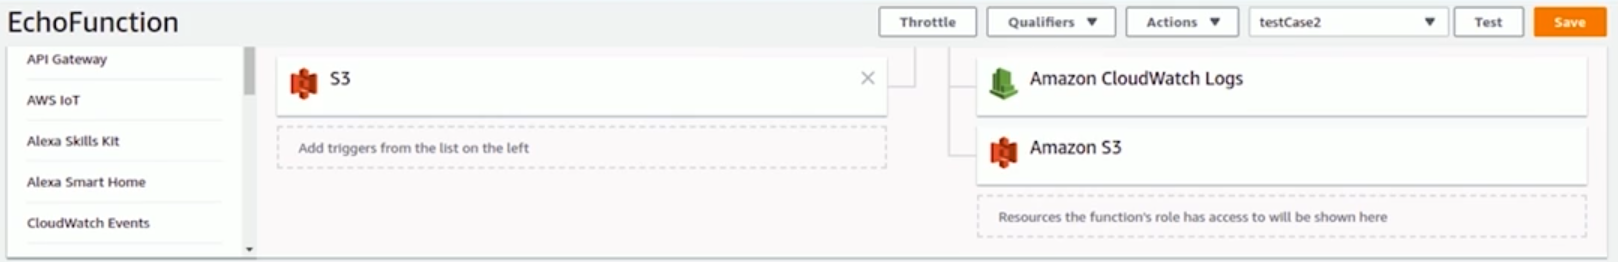 EchoFunction
Throttle
Qualifiers
Actions
testCase2
Test
Save
API Gateway
AWS IoT
Alexa Skills Kit
Alexa Smart Home
CloudWatch Events
S3
Add triggers from the list on the left
Amazon CloudWatch Logs
Amazon S3
Resources the function's role has access to will be shown here